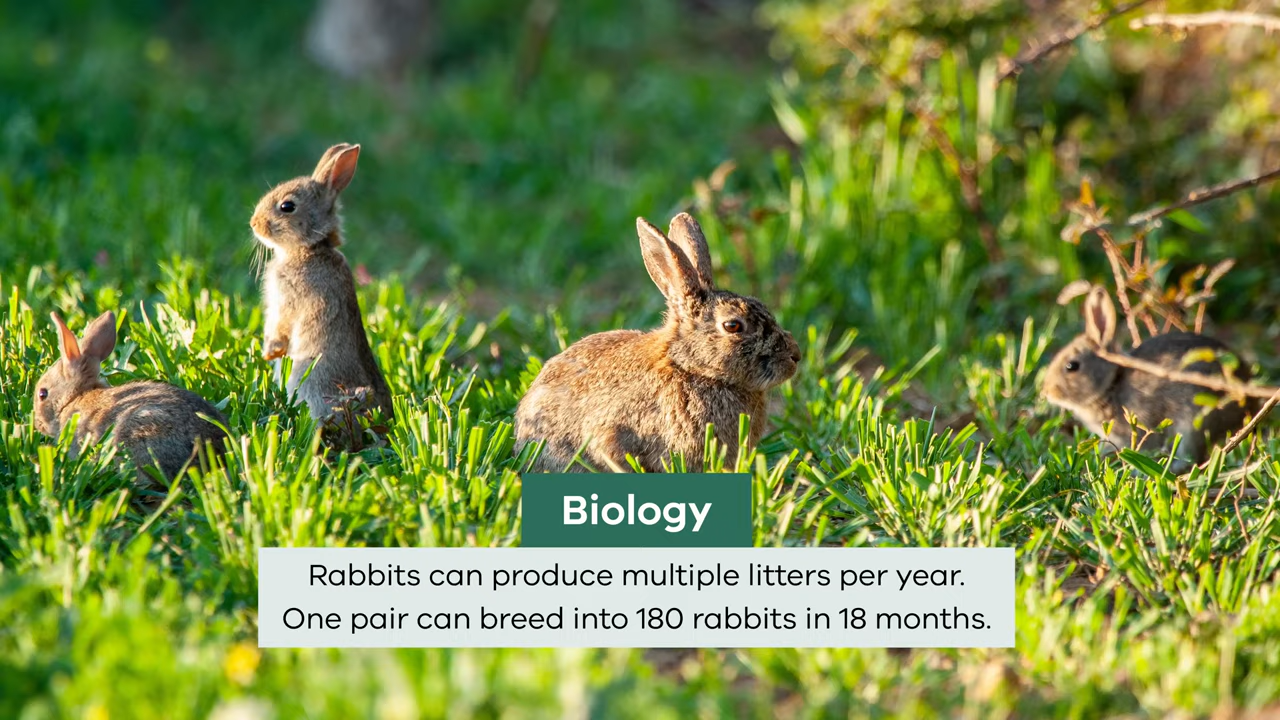 Biology
Rabbits can produce multiple litters per year.
One pair can breed into 180 rabbits in 18 months.